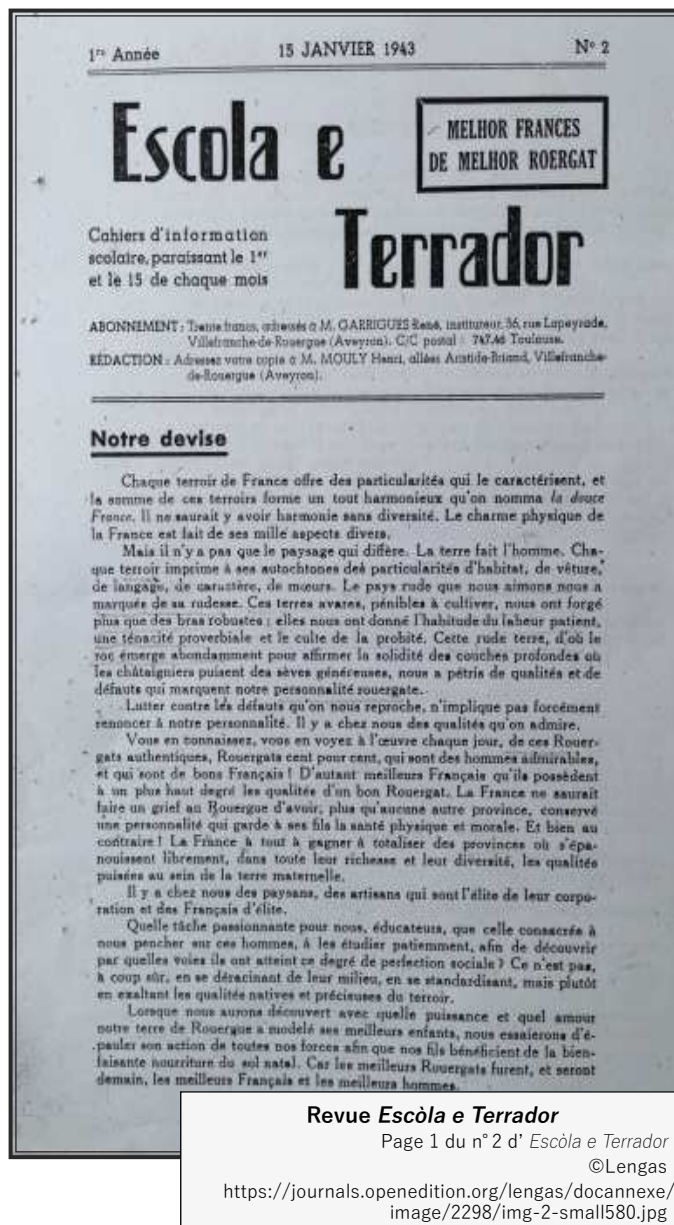 1re Année
15 JANVIER 1943
N° 2
Escola e
Terrador
MELHOR FRANCES
DE MELHOR ROERGAT
Cahiers d'information
scolaire, paraissant le 1er
et le 15 de chaque mois
ABONNEMENT : Trente francs, adressés à M. GARRIGUES René, instituteur, 36, rue Lapeyrade,
Villefranche-de-Rouergue (Aveyron). C/C postal : 747.46 Toulouse.
RÉDACTION : Adressez votre copie à M. MOULY Henri, allées Aristide-Briand, Villefranche-
de-Rouergue (Aveyron).
Notre devise
Chaque terroir de France offre des particularités qui le caractérisent, et
la somme de ces terroirs forme un tout harmonieux qu'on nomma la douce
France. Il ne saurait y avoir harmonie sans diversité. Le charme physique de
la France est fait de ses mille aspects divers.
Mais il n'y a pas que le paysage qui diffère. La terre fait l'homme. Cha-
que terroir imprime à ses autochtones des particularités d'habitat, de vêture,
de langage, de caractère, de mœurs. Le pays rude que nous aimons nous a
marqués de sa rudesse. Ces terres avares, pénibles à cultiver, nous ont forgé
plus que des bras robustes ; elles nous ont donné l'habitude du labeur patient,
une ténacité proverbiale et le culte de la probité. Cette rude terre, d'où le
roc émerge abondamment pour affirmer la solidité des couches profondes où
les châtaigniers puisent des sèves généreuses, nous a pétris de qualités et de
défauts qui marquent notre personnalité rouergate.
Lutter contre les défauts qu'on nous reproche, n'implique pas forcément
renoncer à notre personnalité. Il y a chez nous des qualités qu'on admire.
Vous en connaissez, vous en voyez à l'œuvre chaque jour, de ces Rouer-
gats authentiques, Rouergats cent pour cent, qui sont des hommes admirables,
et qui sont de bons Français ! D'autant meilleurs Français qu'ils possèdent
à un plus haut degré les qualités d'un bon Rouergat. La France ne saurait
faire un grief au Rouergue d'avoir, plus qu'aucune autre province, conservé
une personnalité qui garde à ses fils la santé physique et morale. Et bien au
contraire ! La France à tout à gagner à totaliser des provinces où s'épa-
nouissent librement, dans toute leur richesse et leur diversité, les qualités
puisées au sein de la terre maternelle.
Il y a chez nous des paysans, des artisans qui sont l'élite de leur corpo-
ration et des Français d'élite.
Quelle tâche passionnante pour nous, éducateurs, que celle consacrée à
nous pencher sur ces hommes, à les étudier patiemment, afin de découvrir
par quelles voies ils ont atteint ce degré de perfection sociale ? Ce n'est pas,
à coup sûr, en se déracinant de leur milieu, en se standardisant, mais plutôt
en exaltant les qualités natives et précieuses du terroir.
Lorsque nous aurons découvert avec quelle puissance et quel amour
notre terre de Rouergue a modelé ses meilleurs enfants, nous essaierons d'é-
pauler son action de toutes nos forces afin que nos fils bénéficient de la bien-
faisante nourriture du sol natal. Car les meilleurs Rouergats furent, et seront
demain, les meilleurs Français et les meilleurs hommes.
Revue Escòla e Terrador
Page 1 du n° 2 d' Escòla e Terrador
©Lengas
https://journals.openedition.org/lengas/docannexe/
image/2298/img-2-small580.jpg